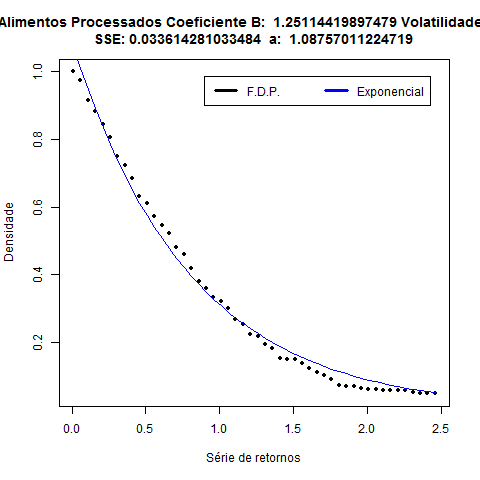 Alimentos Processados Coeficiente B:  1.25114419897479 Volatilidade
SSE: 0.033614281033484  a:  1.08757011224719
F.D.P.
Exponencial
Densidade
1.0
0.8
0.6
0.4
0.2
0.0
0.5
1.0
1.5
2.0
2.5
Série de retornos